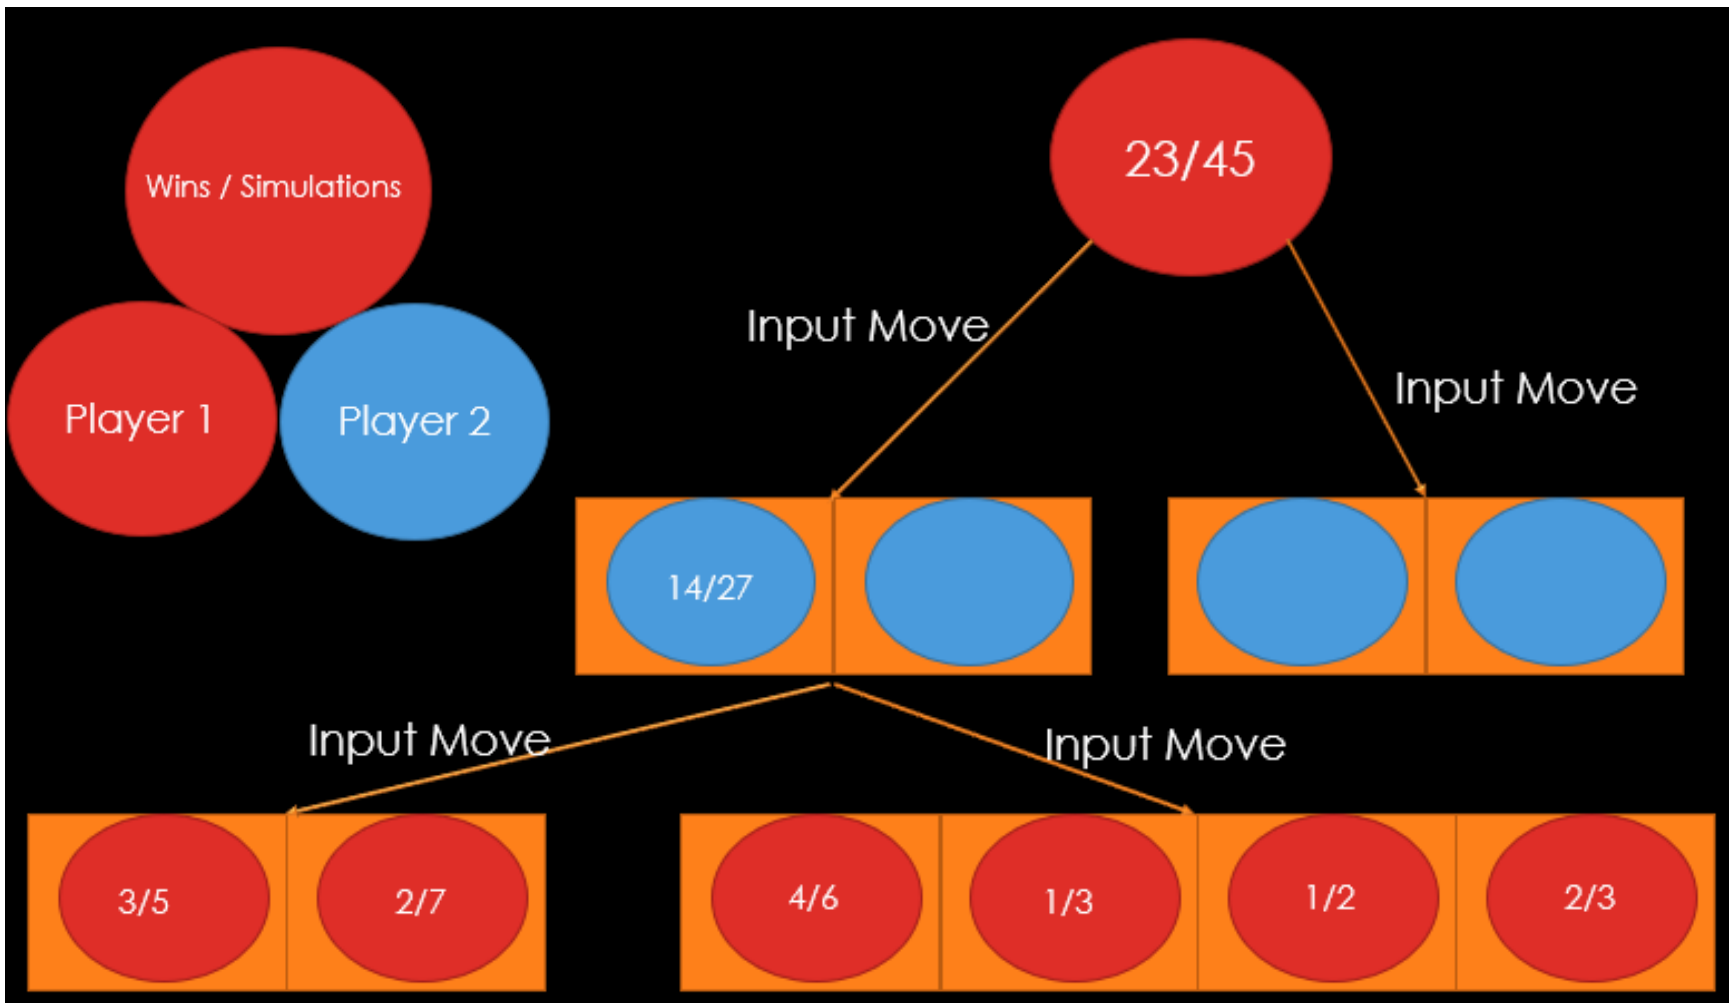 Wins / Simulations
Player 1
Player 2
23/45
Input Move
Input Move
14/27
Input Move
Input Move
3/5
2/7
4/6
1/3
1/2
2/3